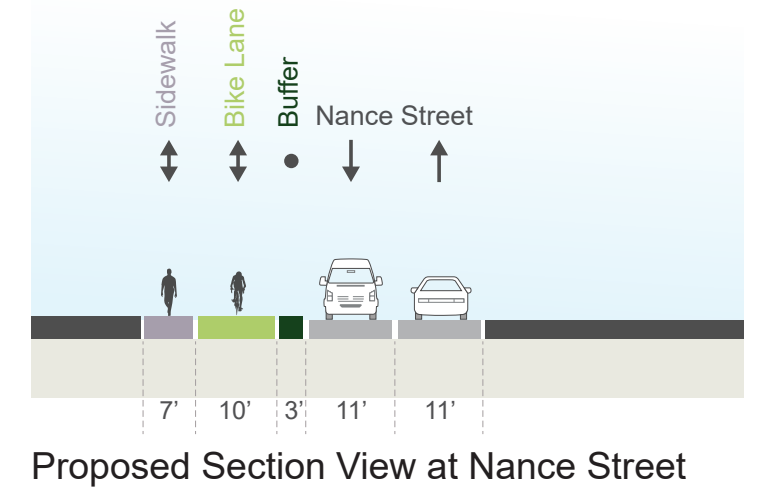 Sidewalk
Bike Lane
Buffer
Nance Street
7’ 10’ 3’ 11’ 11’
Proposed Section View at Nance Street